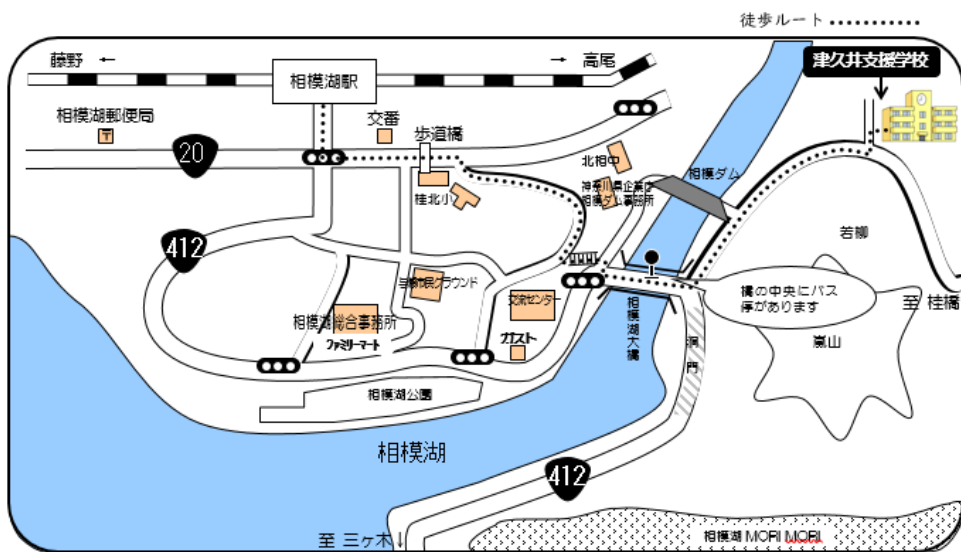 徒歩ルート
藤野 ←
→ 高尾
津久井支援学校
相模湖駅
相模湖郵便局
交番
歩道橋
20
北相中
相模ダム
桂北小
神奈川県企業庁
相模ダム事務所
412
若柳
与瀬市民グラウンド
交流センター
橋の中央にバス
停があります
至 桂橋
相模湖総合事務所
ファミリーマート
ガスト
相模湖大橋
洞門
嵐山
相模湖公園
相模湖
412
至 三ヶ木↓
相模湖 MORI MORI